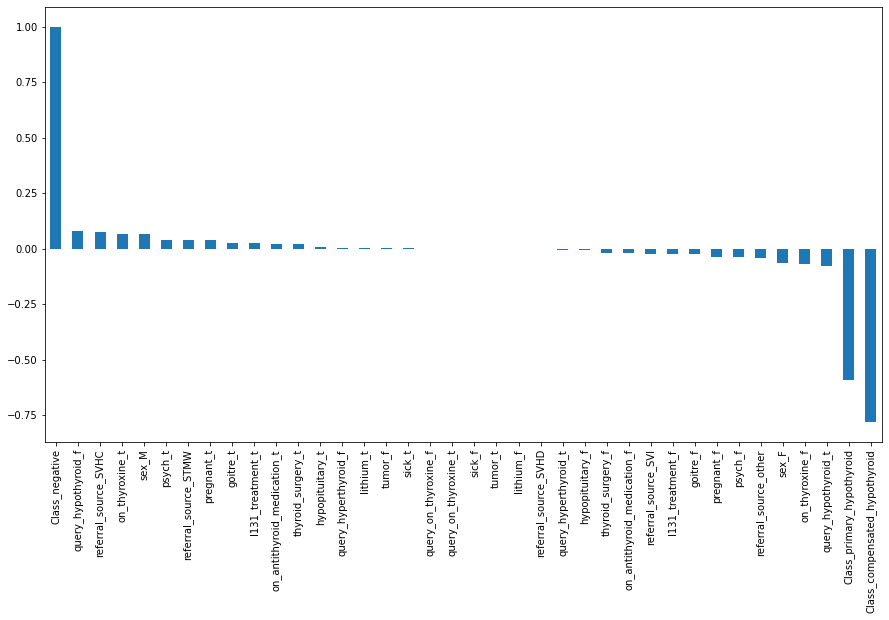 1.00
0.75
0.50
0.25
0.00
−0.25
−0.50
−0.75
Class_negative
query_hypothyroid_f
referral_source_SVHC
on_thyroxine_t
sex_M
psych_t
referral_source_STMW
pregnant_t
goitre_t
I131_treatment_t
on_antithyroid_medication_t
thyroid_surgery_t
hypopituitary_t
query_hyperthyroid_f
lithium_t
tumor_f
sick_t
query_on_thyroxine_f
query_on_thyroxine_t
sick_f
tumor_t
lithium_f
referral_source_SVHD
query_hyperthyroid_t
hypopituitary_f
thyroid_surgery_f
on_antithyroid_medication_f
referral_source_SVI
I131_treatment_f
goitre_f
pregnant_f
psych_f
referral_source_other
sex_F
on_thyroxine_f
query_hypothyroid_t
Class_primary_hypothyroid
Class_compensated_hypothyroid